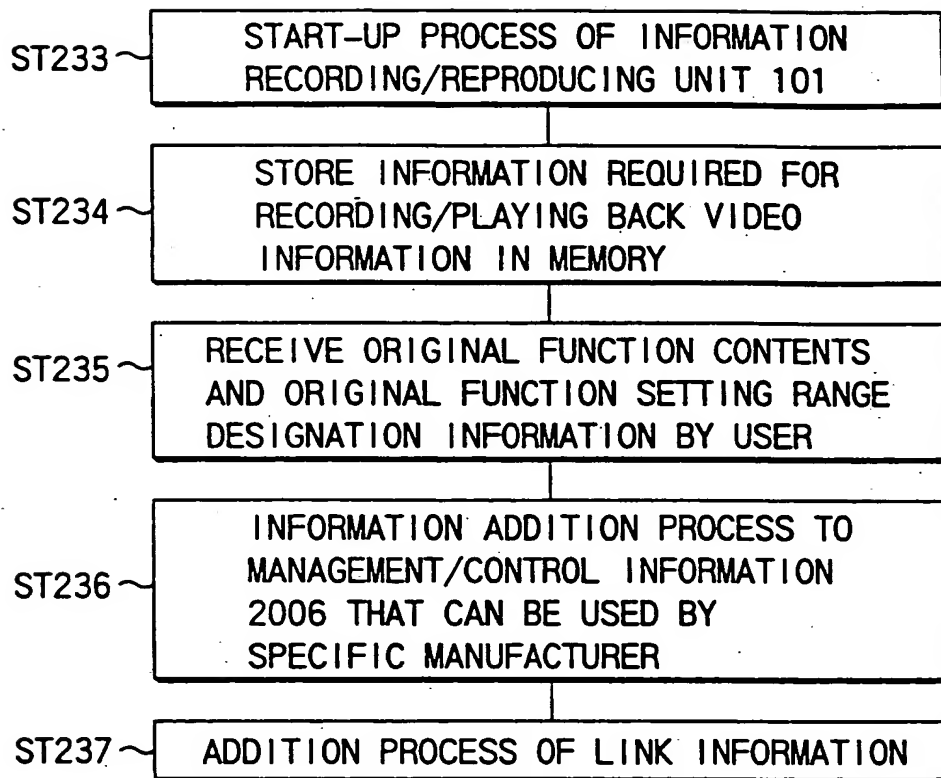 ST233
START-UP PROCESS OF INFORMATION
RECORDING/REPRODUCING UNIT 101
ST234
STORE INFORMATION REQUIRED FOR
RECORDING/PLAYING BACK VIDEO
INFORMATION IN MEMORY
ST235
RECEIVE ORIGINAL FUNCTION CONTENTS
AND ORIGINAL FUNCTION SETTING RANGE
DESIGNATION INFORMATION BY USER
ST236
INFORMATION ADDITION PROCESS TO
MANAGEMENT/CONTROL INFORMATION
2006 THAT CAN BE USED BY
SPECIFIC MANUFACTURER
ST237
ADDITION PROCESS OF LINK INFORMATION